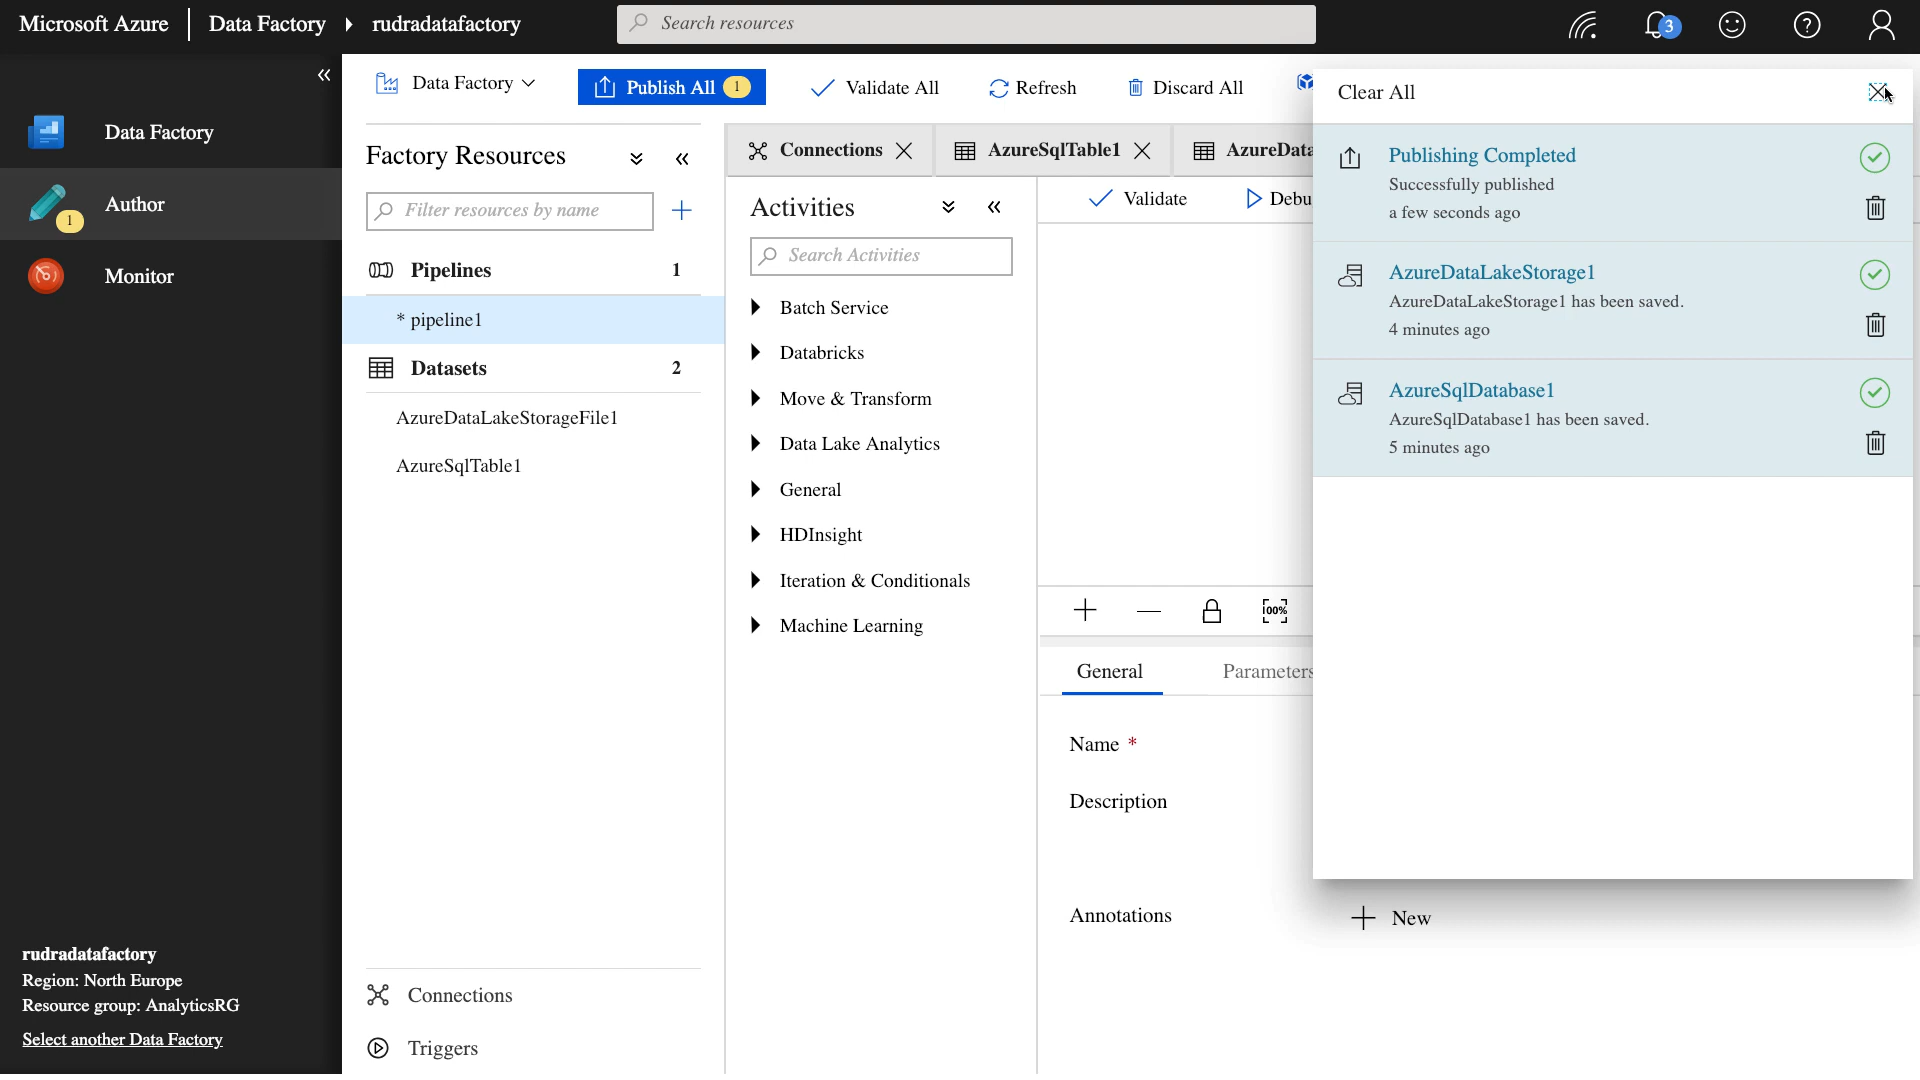 Microsoft Azure
Data Factory
rudradatafactory
Search resources
3
Data Factory
Author
1
Monitor
rudradatafactory
Region: North Europe
Resource group: AnalyticsRG
Select another Data Factory
Data Factory
Publish All 1
Validate All
Refresh
Discard All
Factory Resources
Filter resources by name
Pipelines 1
* pipeline1
Datasets 2
AzureDataLakeStorageFile1
AzureSqlTable1
Connections
Triggers
Connections
AzureSqlTable1
AzureData
Activities
Search Activities
Batch Service
Databricks
Move & Transform
Data Lake Analytics
General
HDInsight
Iteration & Conditionals
Machine Learning
Validate
Debu
100%
General
Parameters
Name *
Description
Annotations
New
Clear All
Publishing Completed
Successfully published
a few seconds ago
AzureDataLakeStorage1
AzureDataLakeStorage1 has been saved.
4 minutes ago
AzureSqlDatabase1
AzureSqlDatabase1 has been saved.
5 minutes ago